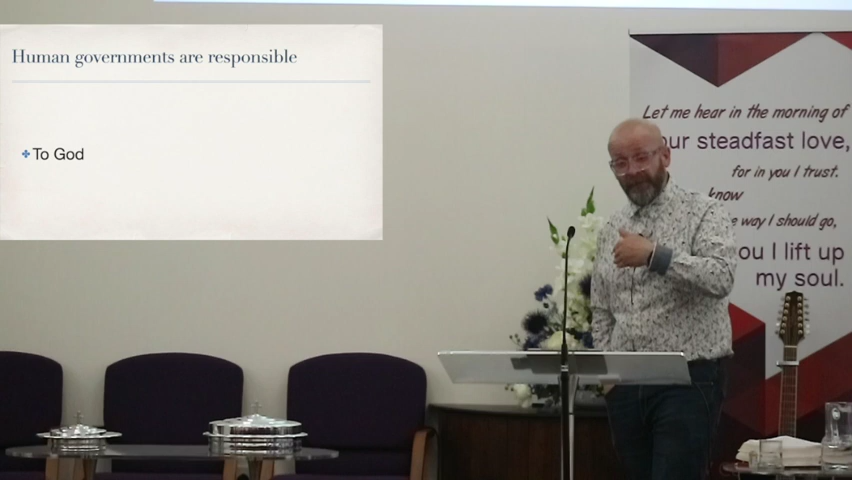 Human governments are responsible
To God
Let me hear in the morning of
our steadfast love,
for in you I trust.
know
way I should go,
ou I lift up
my soul.